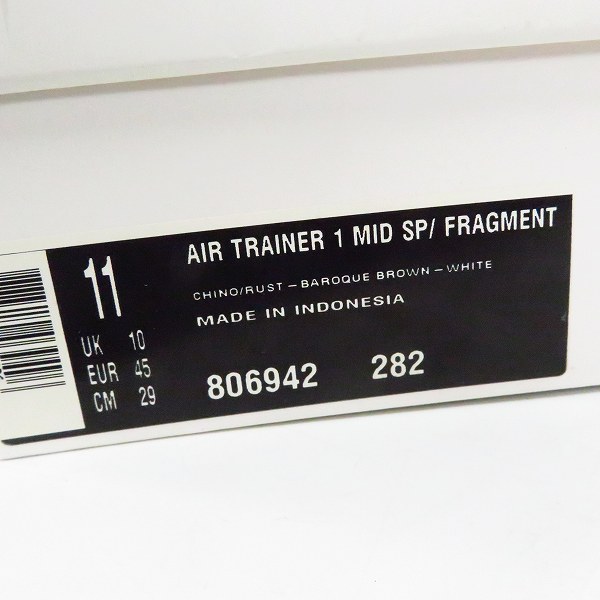 11
UK 10
EUR 45
CM 29
AIR TRAINER 1 MID SP/ FRAGMENT
CHINO/RUST–BAROQUE BROWN–WHITE
MADE IN INDONESIA
806942 282